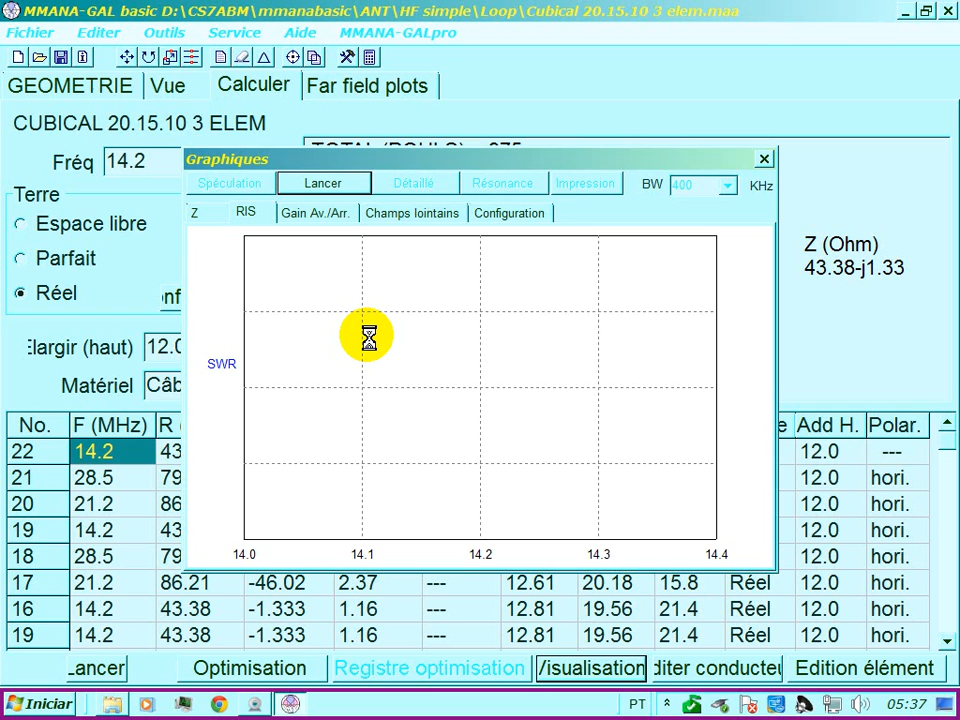 MMANA-GAL basic D:\CS7ABM\mmanabasic\ANT\HF simple\Loop\Cubical 20.15.10 3 elem.maa
Fichier Editer Outils Service Aide MMANA-GALpro
GEOMETRIE Vue Calculer Far field plots
CUBICAL 20.15.10 3 ELEM
Fréq 14.2
Terre
Espace libre
Parfait
Réel
Elargir (haut) 12.0
Matériel Câb
Graphiques
Spéculation Lancer Détaillé Résonance Impression BW 400 KHz
Z RIS Gain Av./Arr. Champs lointains Configuration
SWR
14.0 14.1 14.2 14.3 14.4
Z (Ohm)
43.38-j1.33
No. F (MHz) R e Add H. Polar.
22 14.2 43 12.0 ---
21 28.5 79 12.0 hori.
20 21.2 86 12.0 hori.
19 14.2 43 12.0 hori.
18 28.5 79 12.0 hori.
17 21.2 86.21 -46.02 2.37 --- 12.61 20.18 15.8 Réel 12.0 hori.
16 14.2 43.38 -1.333 1.16 --- 12.81 19.56 21.4 Réel 12.0 hori.
19 14.2 43.38 -1.333 1.16 --- 12.81 19.56 21.4 Réel 12.0 hori.
Lancer Optimisation Registre optimisation Visualisation diter conducteu Edition élément
Iniciar PT 05:37